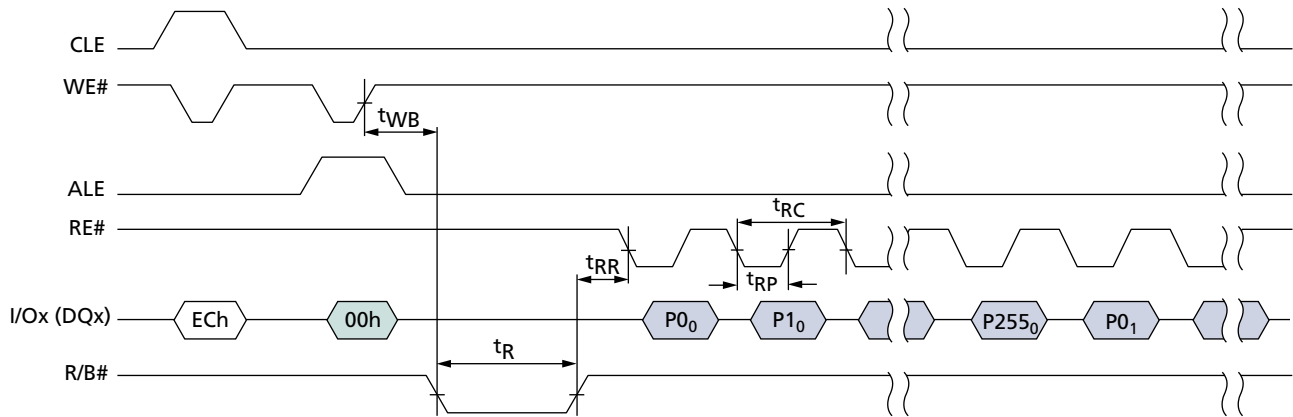 CLE
WE#
tWB
ALE
tRC
RE#
tRR
tRP
I/Ox (DQx)
ECh
00h
P0₀
P1₀
P255₀
P0₁
tR
R/B#